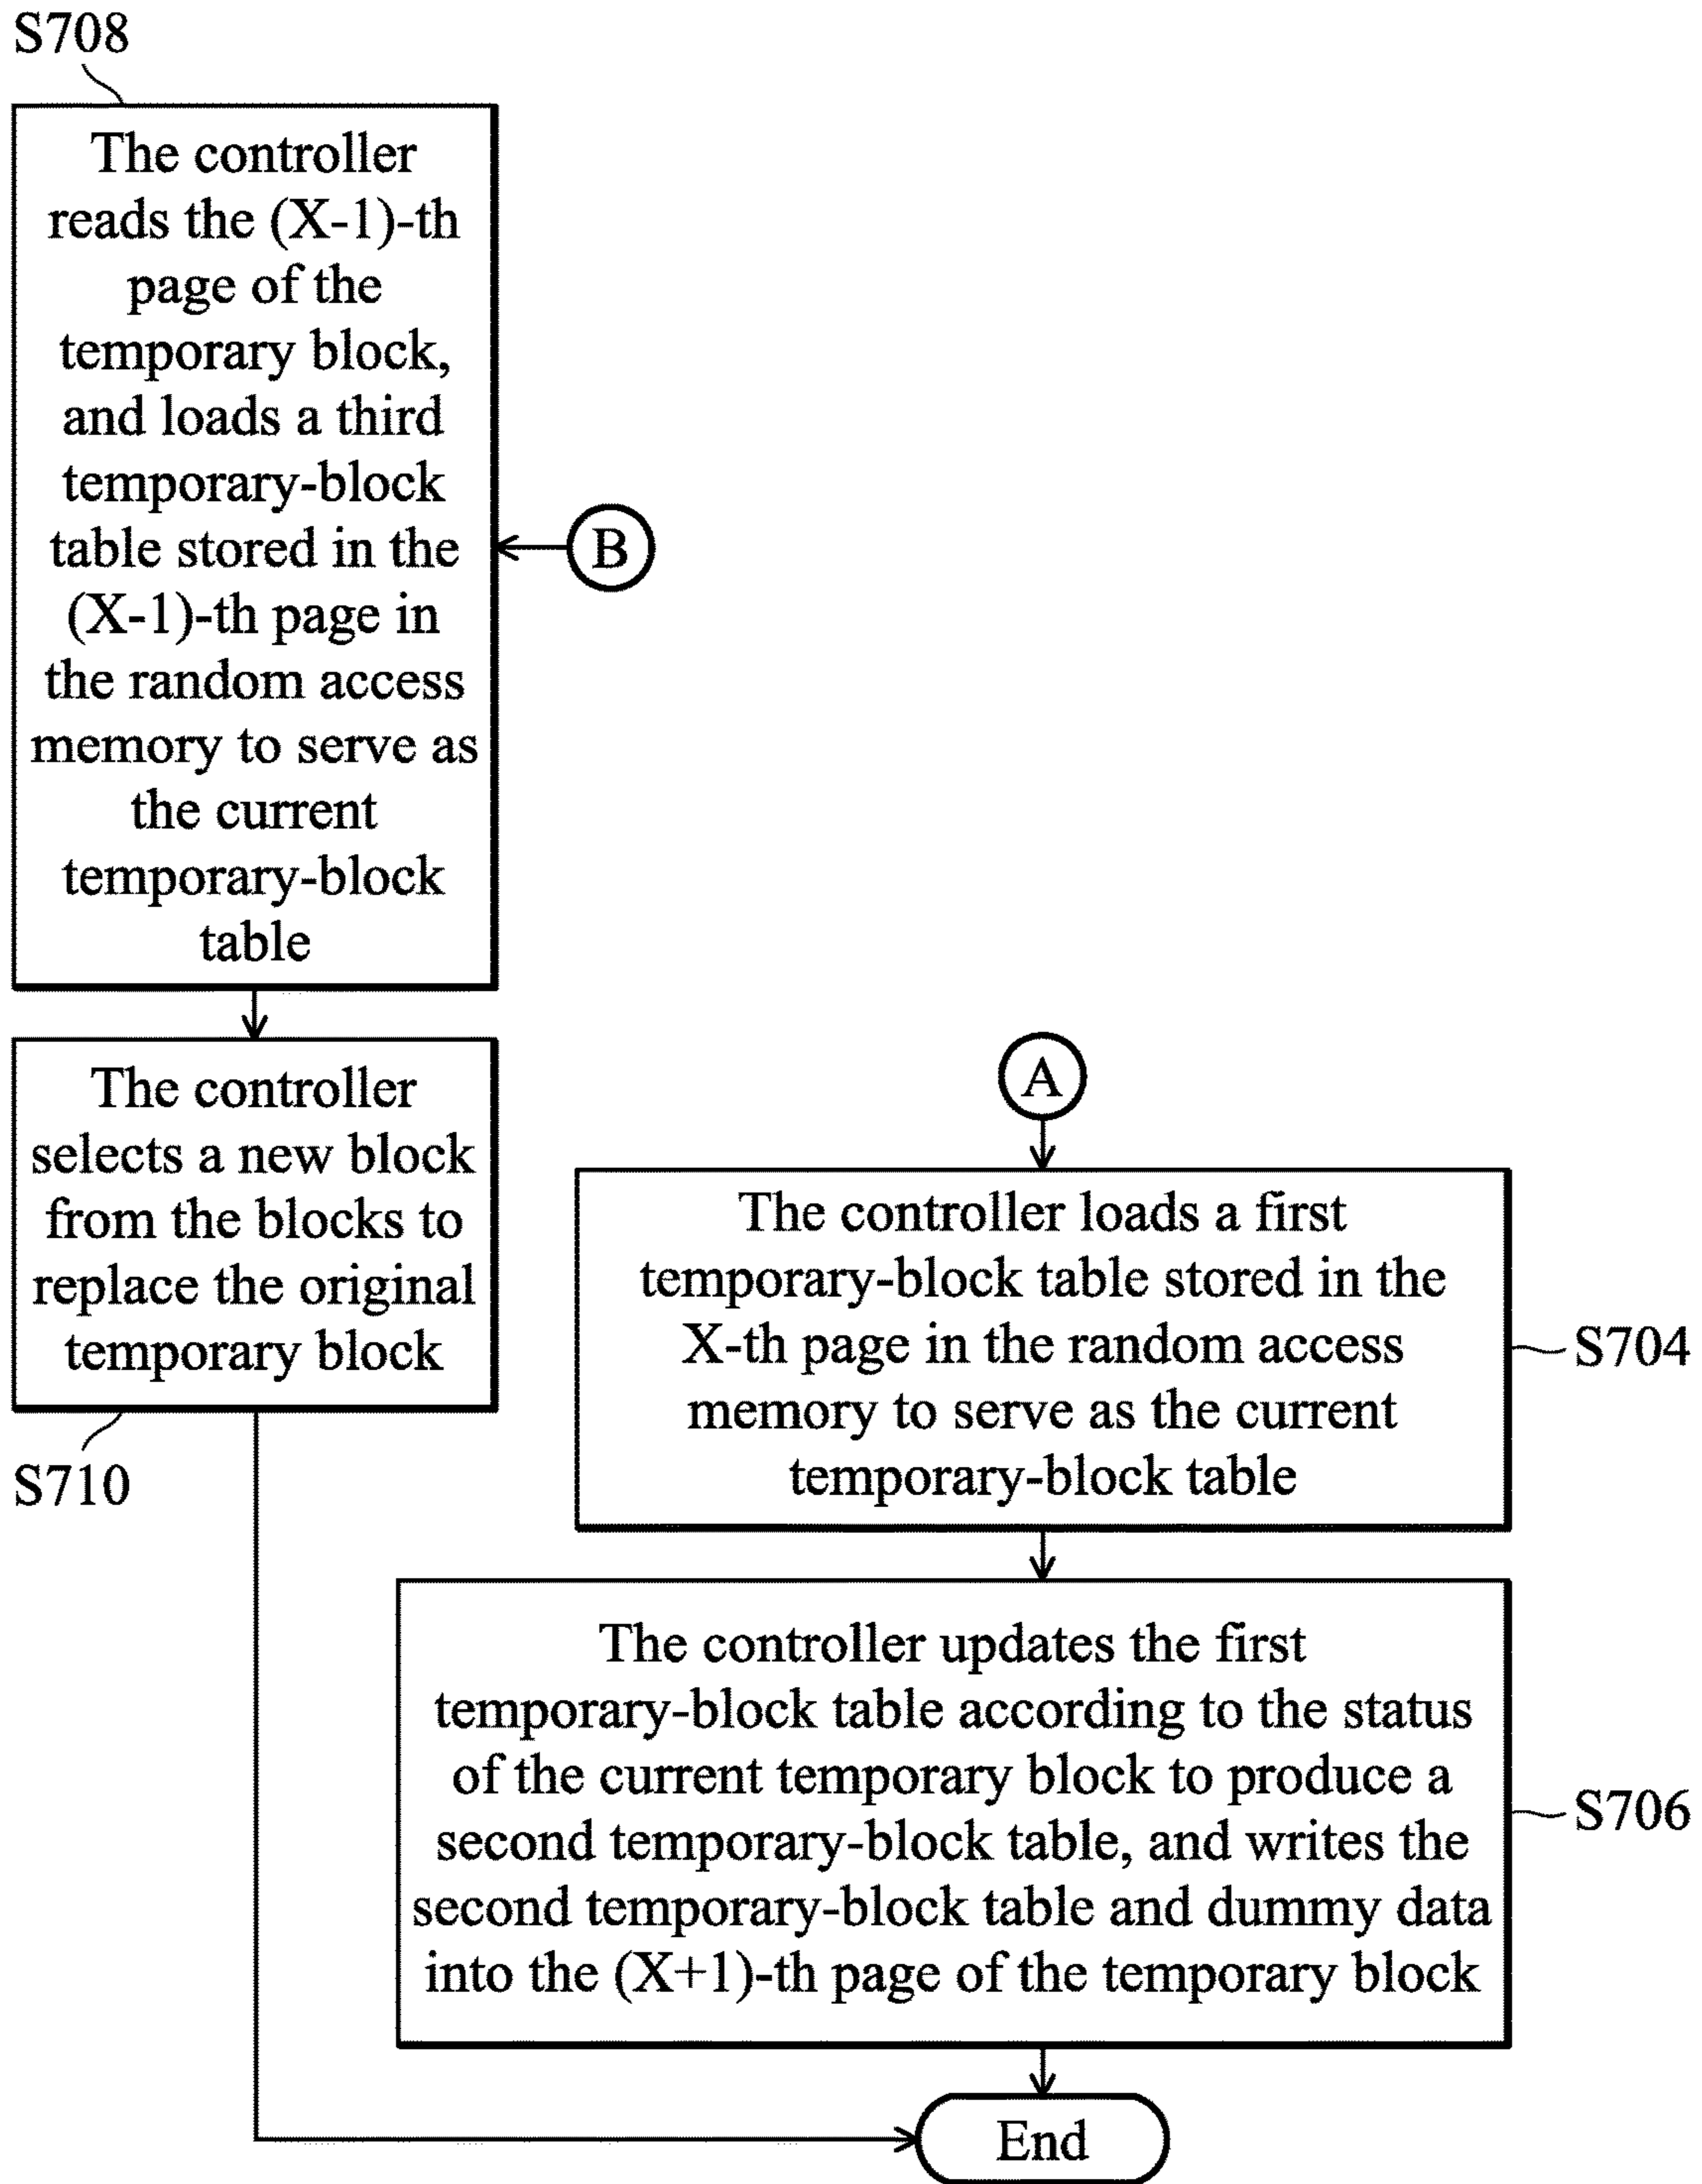 S708
The controller
reads the (X-1)-th
page of the
temporary block,
and loads a third
temporary-block
table stored in the
(X-1)-th page in
the random access
memory to serve as
the current
temporary-block
table
B
The controller
selects a new block
from the blocks to
replace the original
temporary block
S710
A
The controller loads a first
temporary-block table stored in the
X-th page in the random access
memory to serve as the current
temporary-block table
S704
The controller updates the first
temporary-block table according to the status
of the current temporary block to produce a
second temporary-block table, and writes the
second temporary-block table and dummy data
into the (X+1)-th page of the temporary block
S706
End